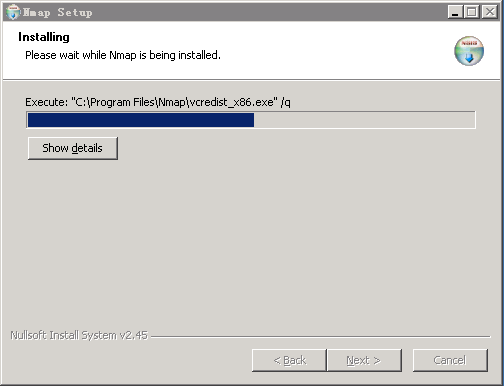 Nmap Setup
Installing
Please wait while Nmap is being installed.
Execute: "C:\Program Files\Nmap\vcredist_x86.exe" /q
Show details
Nullsoft Install System v2.45
< Back
Next >
Cancel